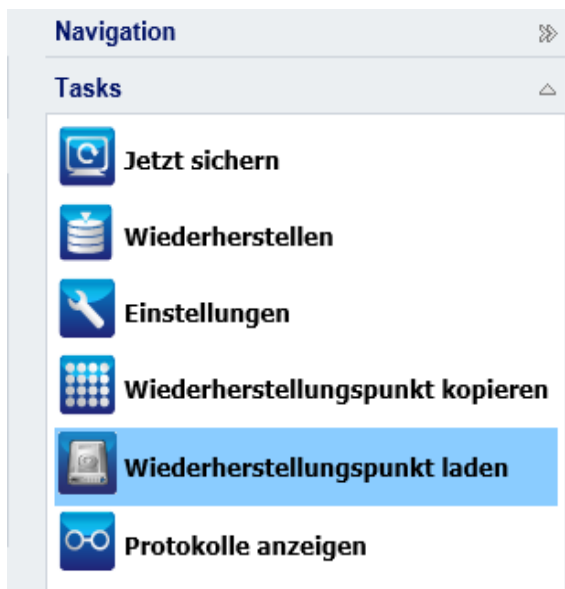 Navigation
Tasks
Jetzt sichern
Wiederherstellen
Einstellungen
Wiederherstellungspunkt kopieren
Wiederherstellungspunkt laden
Protokolle anzeigen